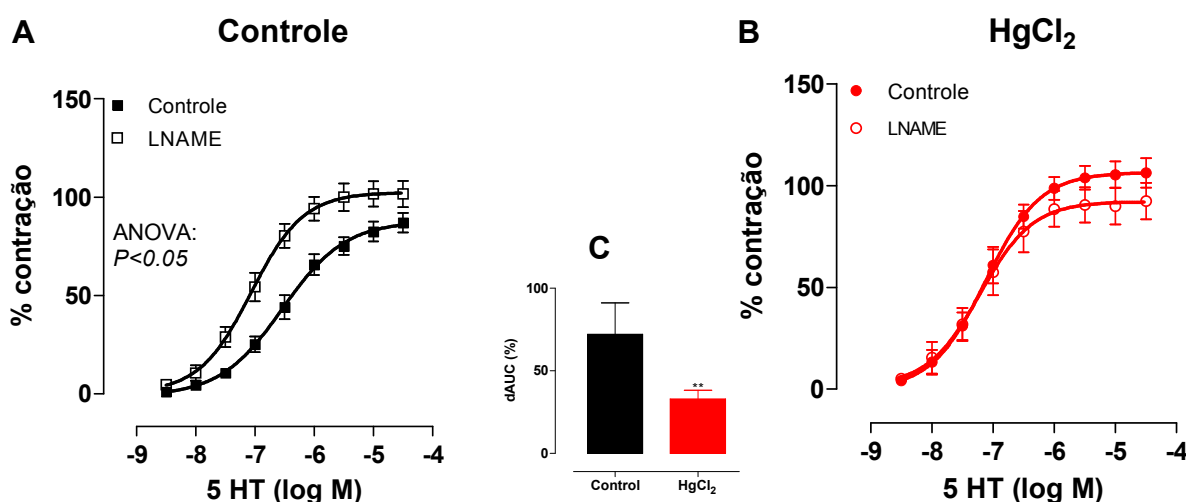 A
Controle
150
Controle
LNAME
100
ANOVA:
P<0.05
50
0
% contração
-9
-8
-7
-6
-5
-4
5 HT (log M)
C
100
50
0
dAUC (%)
**
Control
HgCl₂
B
HgCl₂
150
Controle
LNAME
100
50
0
% contração
-9
-8
-7
-6
-5
-4
5 HT (log M)